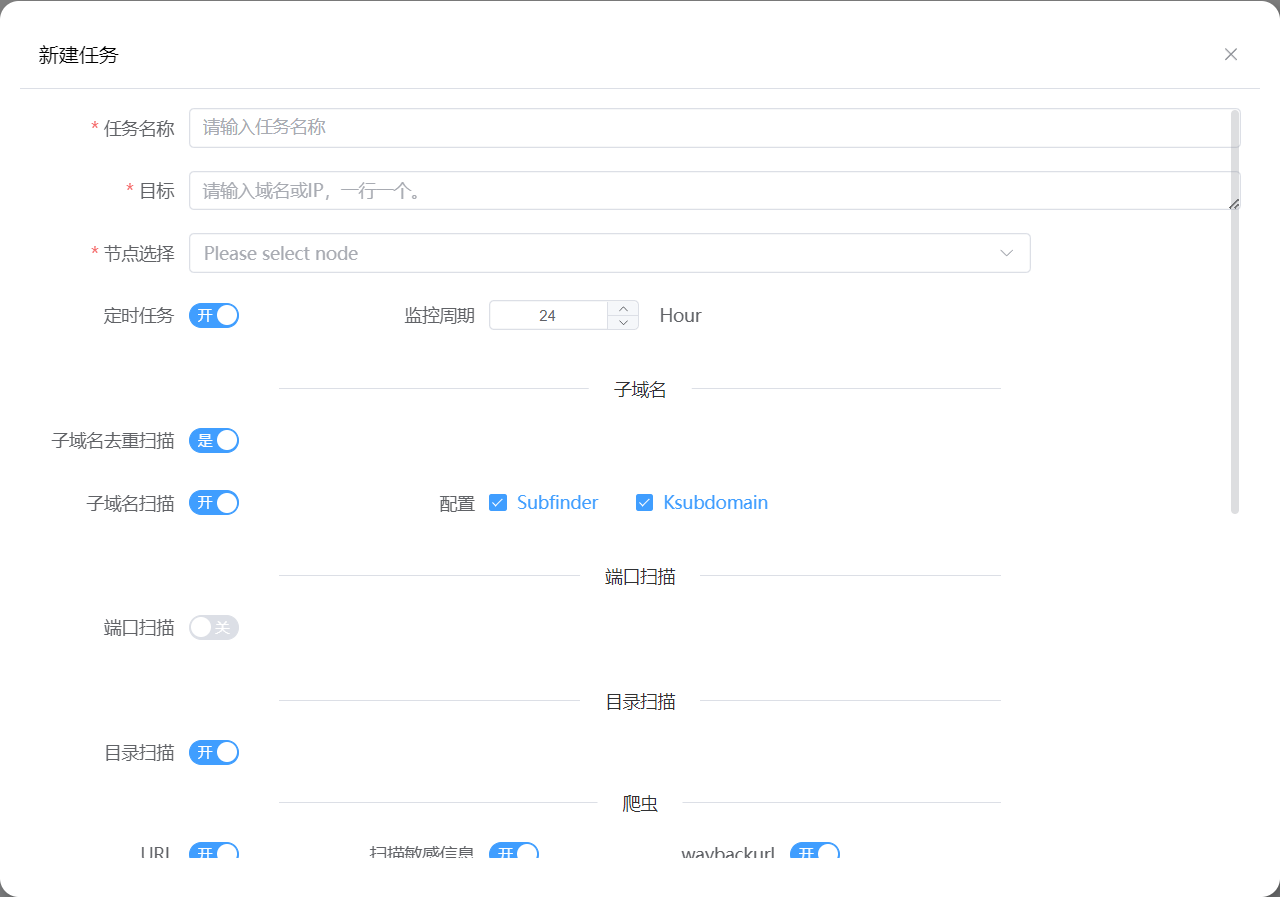 新建任务
* 任务名称 请输入任务名称
* 目标 请输入域名或IP，一行一个。
* 节点选择 Please select node
定时任务 开 监控周期 24 Hour
子域名
子域名去重扫描 是
子域名扫描 开 配置 Subfinder Ksubdomain
端口扫描
端口扫描 关
目录扫描
目录扫描 开
爬虫
URL 开 扫描敏感信息 开 waybackurl 开